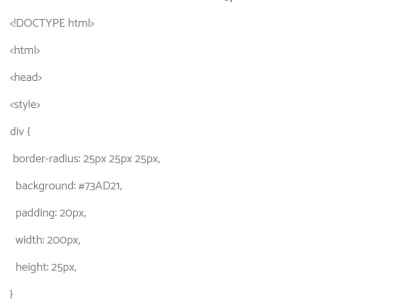 <!DOCTYPE html>
<html>
<head>
<style>
div {
border-radius: 25px 25px 25px,
background: #73AD21,
padding: 20px,
width: 200px,
height: 25px,
}